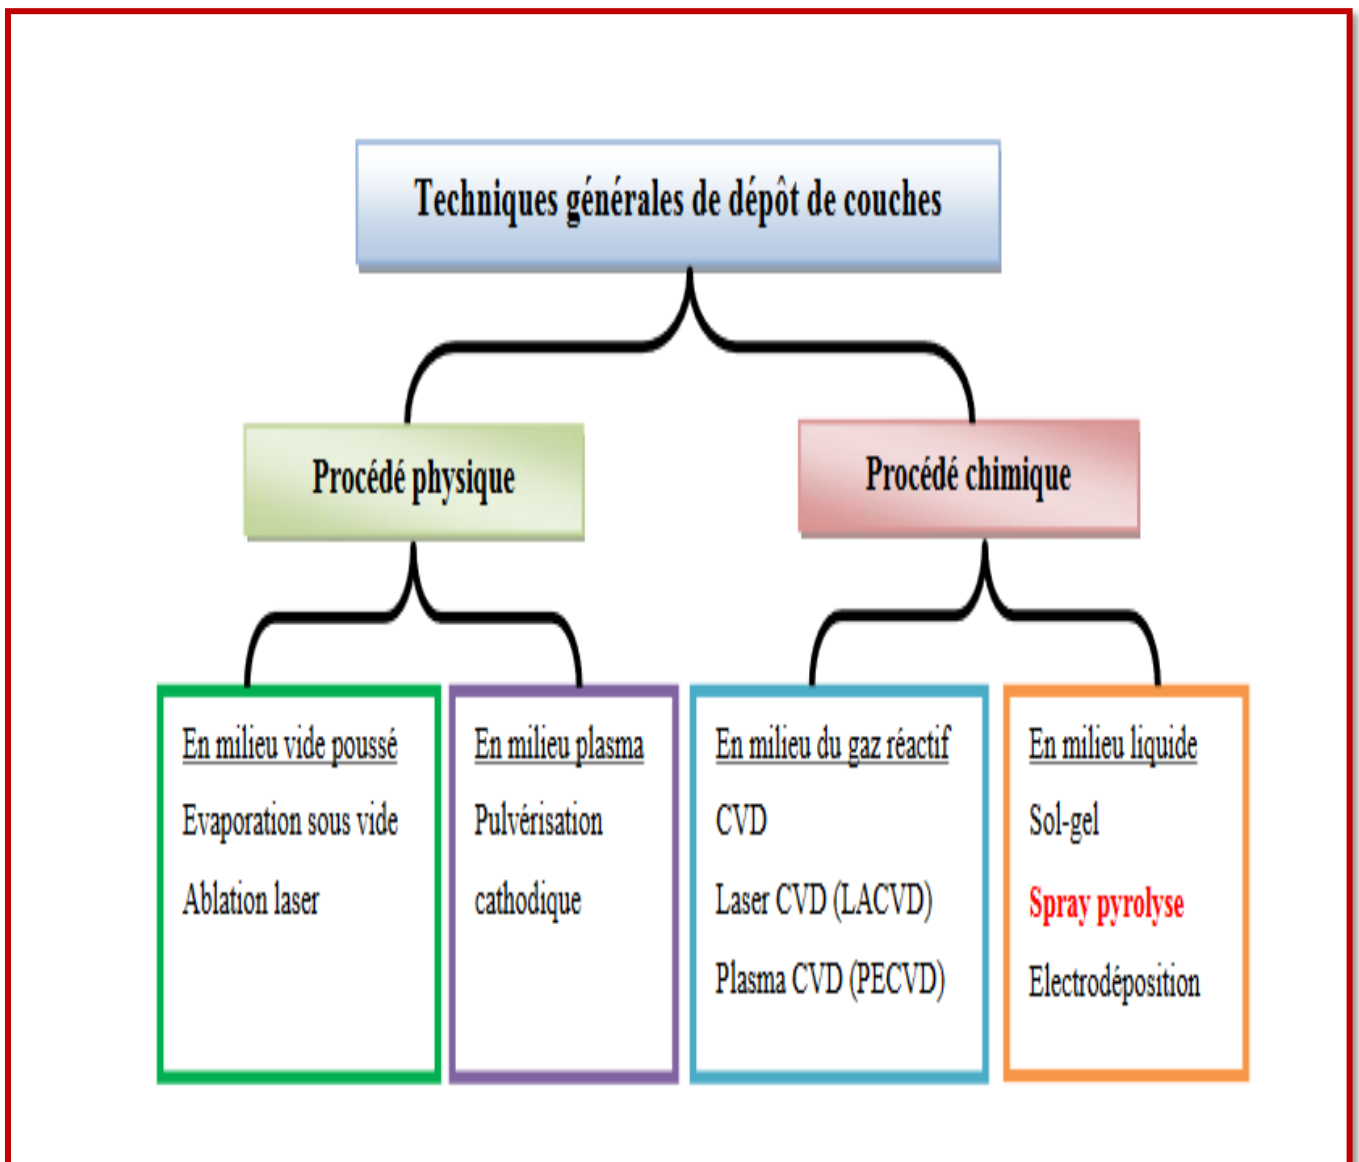 Techniques générales de dépôt de couches
Procédé physique
Procédé chimique
En milieu vide poussé
Evaporation sous vide
Ablation laser
En milieu plasma
Pulvérisation
cathodique
En milieu du gaz réactif
CVD
Laser CVD (LACVD)
Plasma CVD (PECVD)
En milieu liquide
Sol-gel
Spray pyrolyse
Electrodéposition